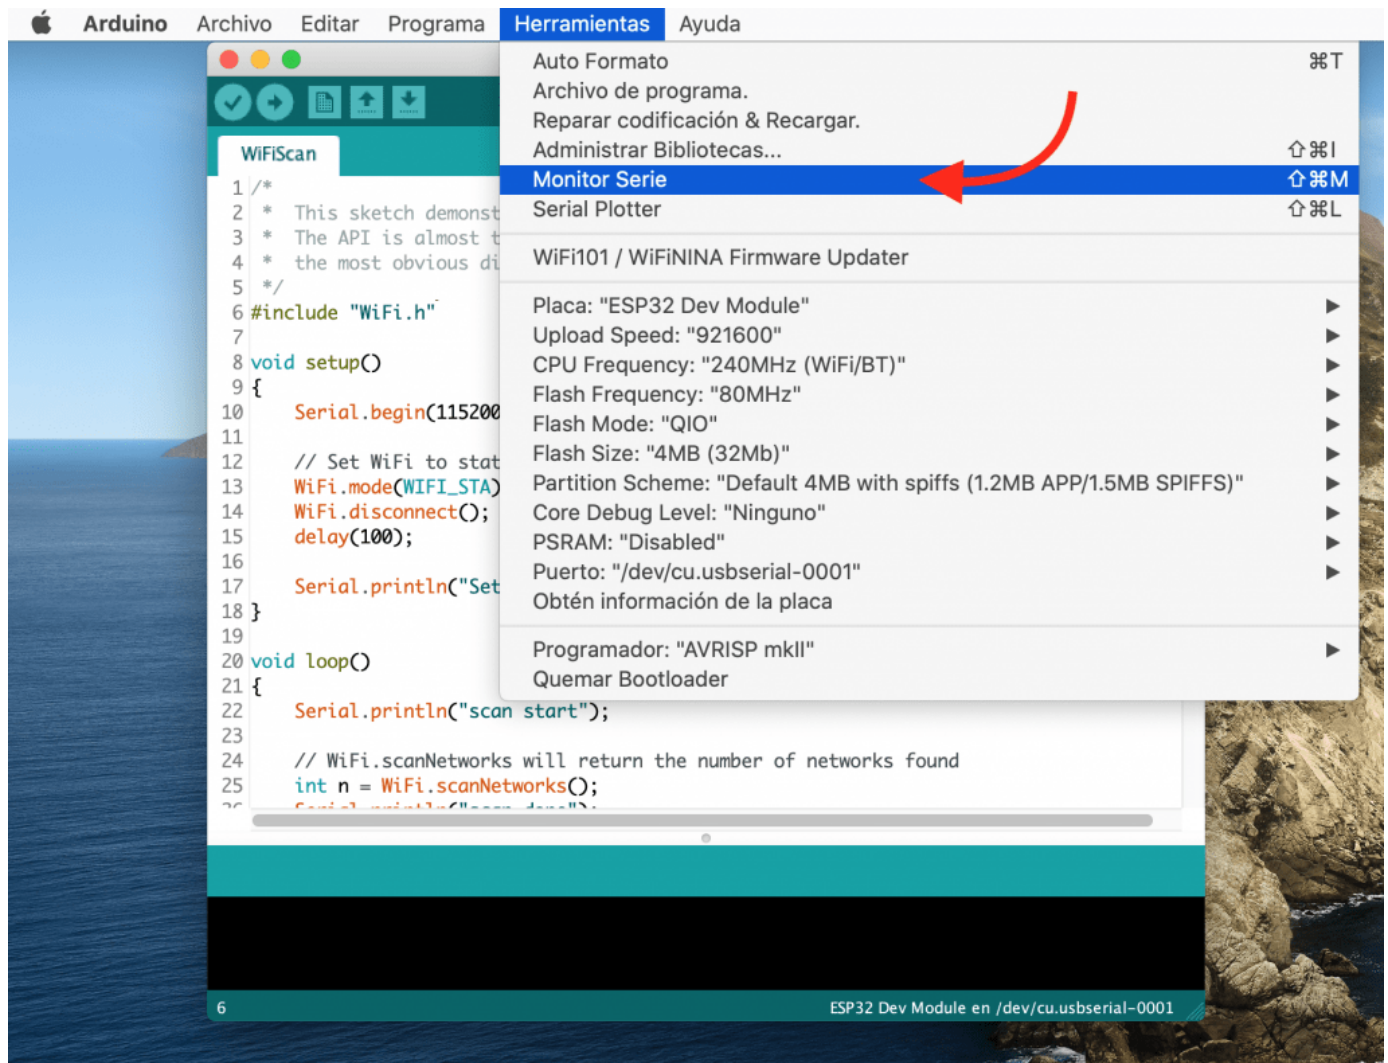 Arduino Archivo Editar Programa Herramientas Ayuda
Auto Formato ⌘T
Archivo de programa.
Reparar codificación & Recargar.
Administrar Bibliotecas... ⇧⌘I
Monitor Serie ⇧⌘M
Serial Plotter ⇧⌘L
WiFi101 / WiFiNINA Firmware Updater
Placa: "ESP32 Dev Module"
Upload Speed: "921600"
CPU Frequency: "240MHz (WiFi/BT)"
Flash Frequency: "80MHz"
Flash Mode: "QIO"
Flash Size: "4MB (32Mb)"
Partition Scheme: "Default 4MB with spiffs (1.2MB APP/1.5MB SPIFFS)"
Core Debug Level: "Ninguno"
PSRAM: "Disabled"
Puerto: "/dev/cu.usbserial-0001"
Obtén información de la placa
Programador: "AVRISP mkII"
Quemar Bootloader
WiFiScan
1 /*
2 * This sketch demonst
3 * The API is almost t
4 * the most obvious di
5 */
6 #include "WiFi.h"
7
8 void setup()
9 {
10 Serial.begin(115200
11
12 // Set WiFi to stat
13 WiFi.mode(WIFI_STA)
14 WiFi.disconnect();
15 delay(100);
16
17 Serial.println("Set
18 }
19
20 void loop()
21 {
22 Serial.println("scan start");
23
24 // WiFi.scanNetworks will return the number of networks found
25 int n = WiFi.scanNetworks();
6 ESP32 Dev Module en /dev/cu.usbserial-0001